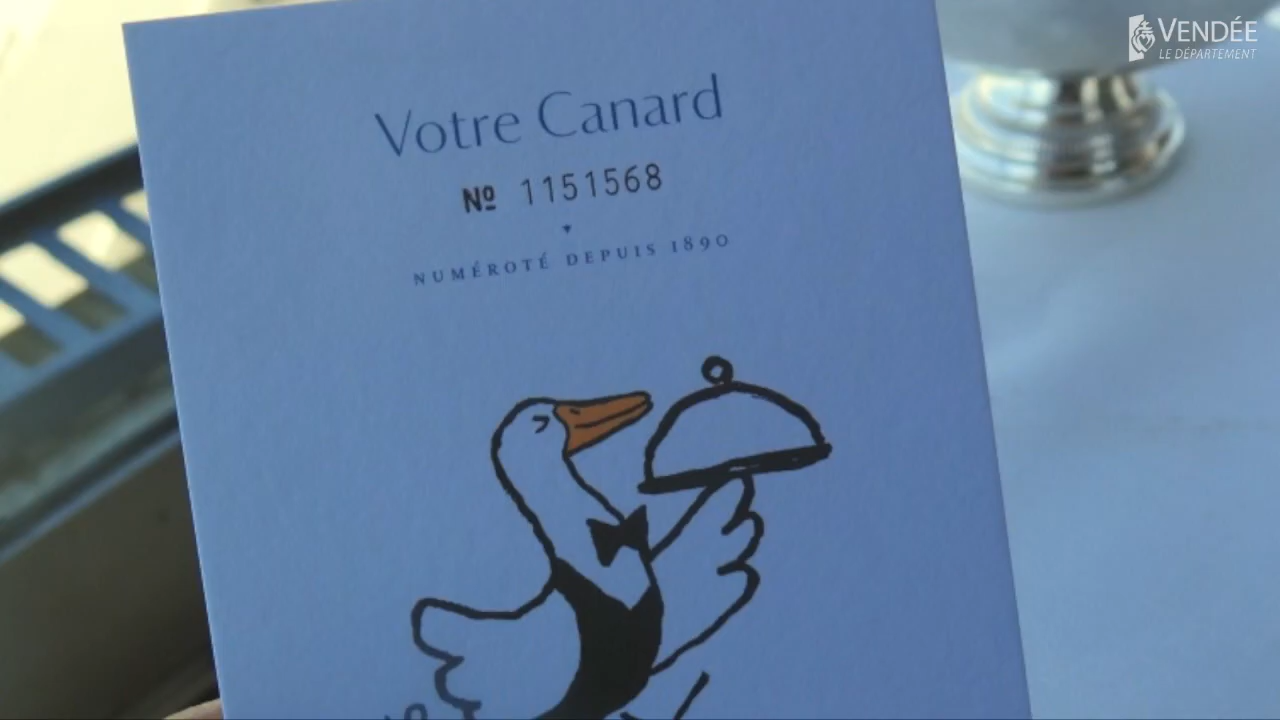 VENDÉE
LE DÉPARTEMENT
Votre Canard
Nº 1151568
NUMÉROTÉ DEPUIS 1890